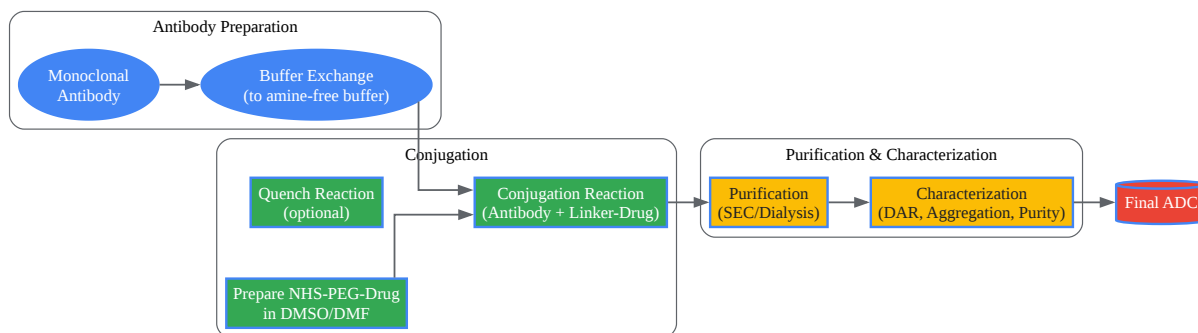 Antibody Preparation
Monoclonal
Antibody
Buffer Exchange
(to amine-free buffer)
Conjugation
Quench Reaction
(optional)
Conjugation Reaction
(Antibody + Linker-Drug)
Prepare NHS-PEG-Drug
in DMSO/DMF
Purification & Characterization
Purification
(SEC/Dialysis)
Characterization
(DAR, Aggregation, Purity)
Final ADC